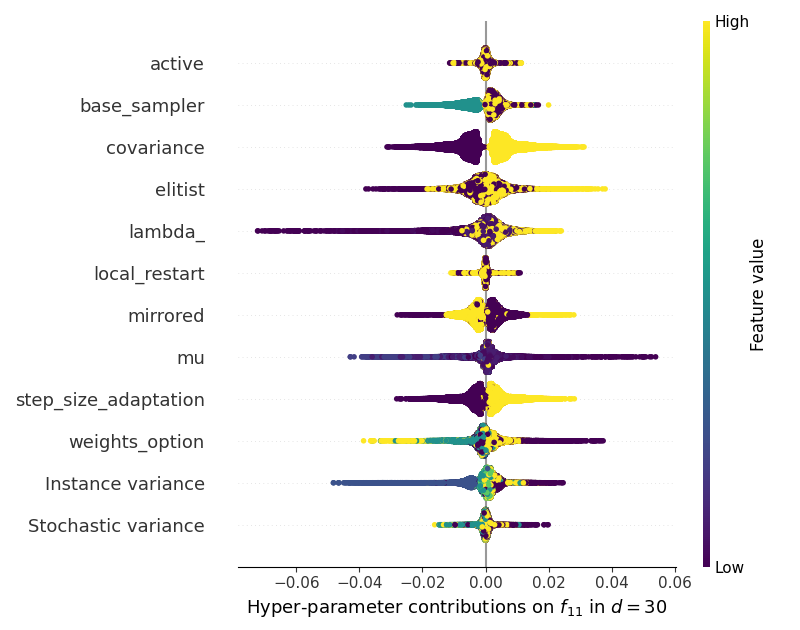 High
active
base_sampler
covariance
elitist
lambda_
local_restart
mirrored
mu
step_size_adaptation
weights_option
Instance variance
Stochastic variance
Feature value
Low
−0.06 −0.04 −0.02 0.00 0.02 0.04 0.06
Hyper-parameter contributions on f₁₁ in d = 30